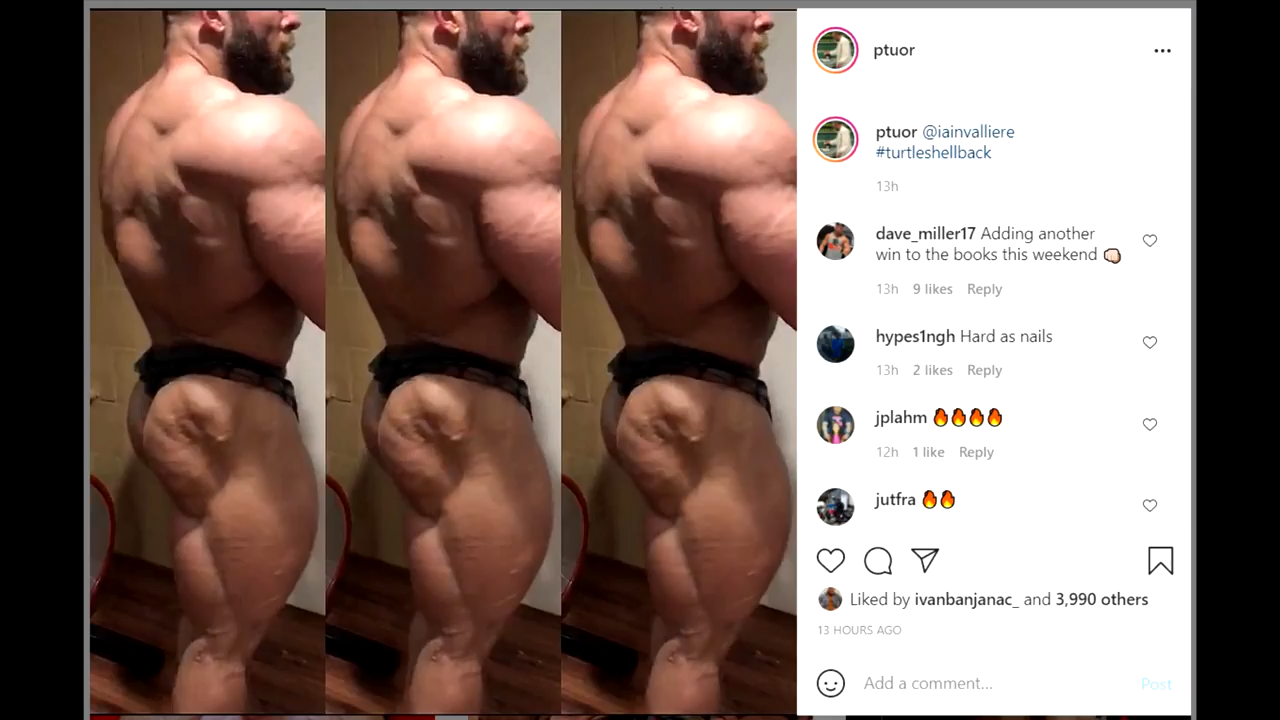 ptuor
ptuor @iainvalliere
#turtleshellback
13h
dave_miller17 Adding another
win to the books this weekend 👊🏻
13h 9 likes Reply
hypes1ngh Hard as nails
13h 2 likes Reply
jplahm 🔥🔥🔥🔥
12h 1 like Reply
jutfra 🔥🔥
Liked by ivanbanjanac_ and 3,990 others
13 HOURS AGO
Add a comment... Post